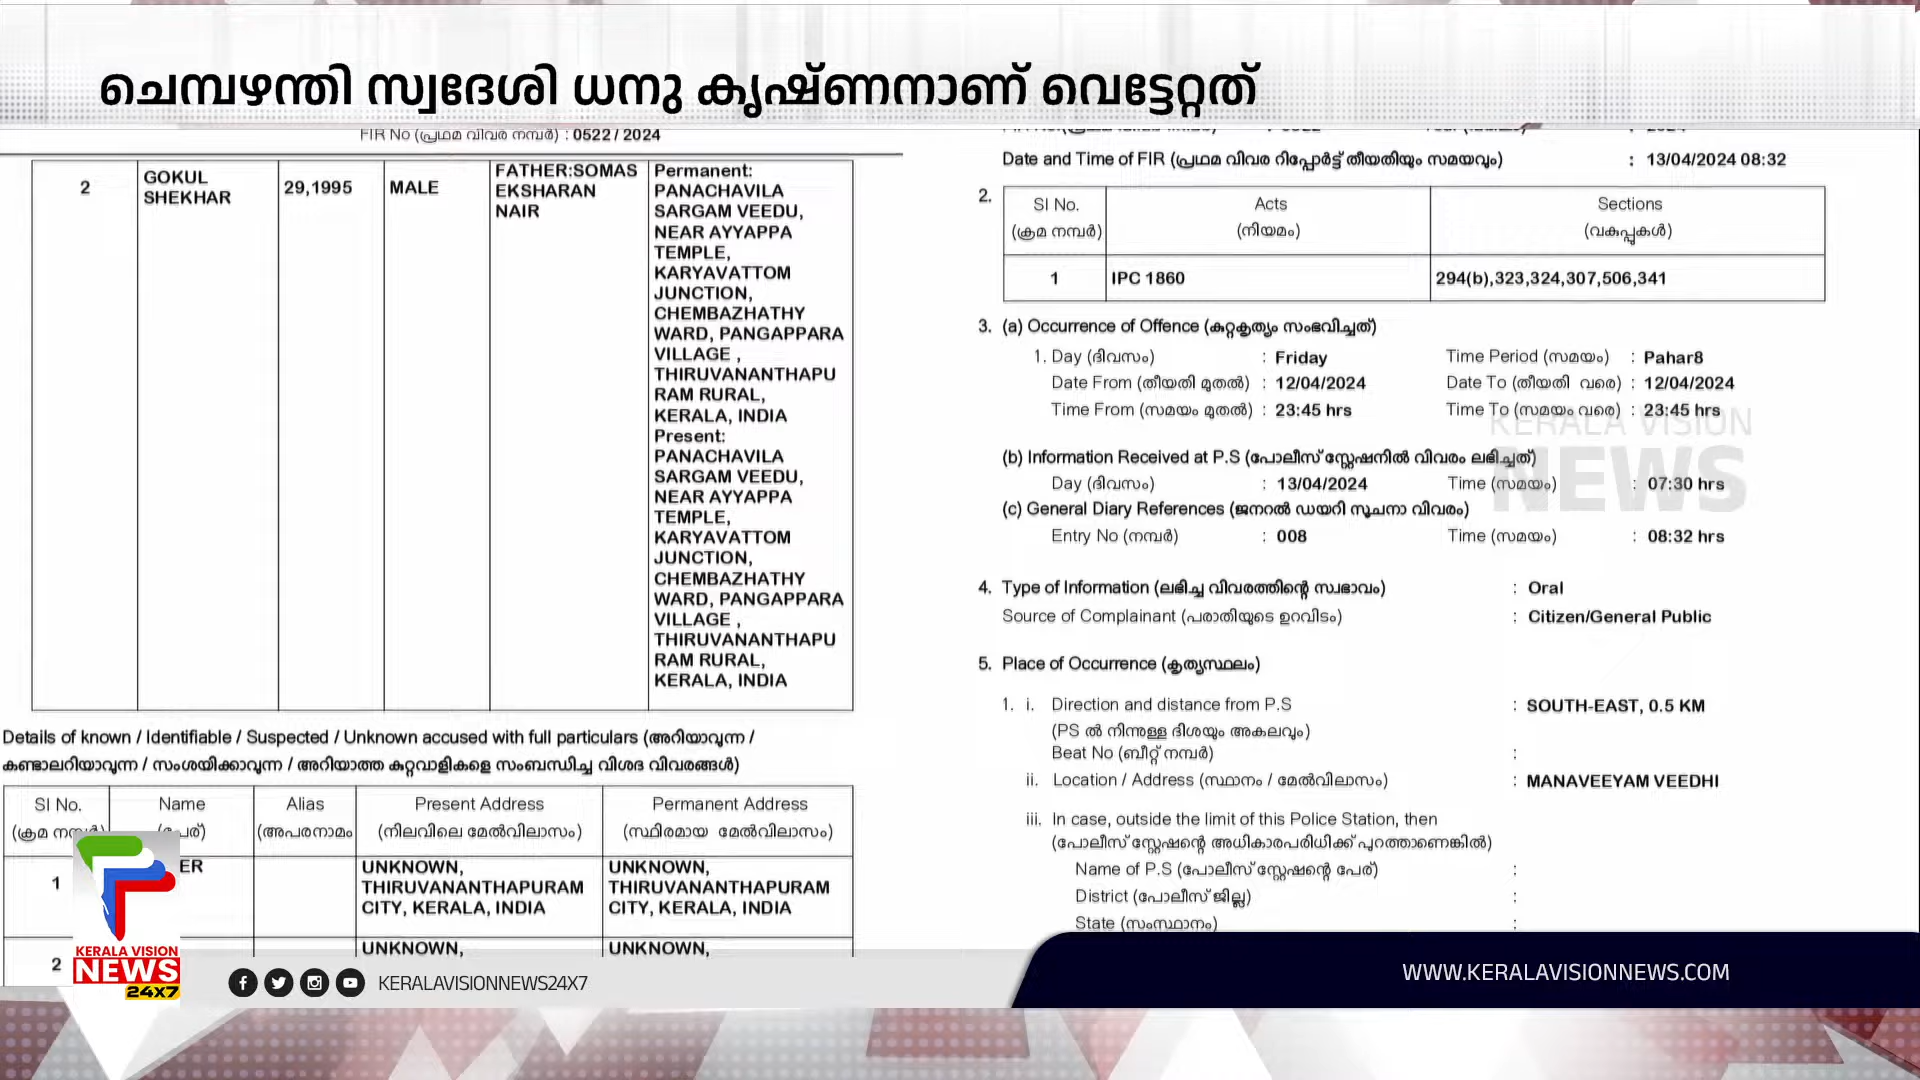 ചെമ്പഴന്തി സ്വദേശി ധനു കൃഷ്ണനാണ് വെട്ടേറ്റത്
FIR No (പ്രഥമ വിവര നമ്പർ) : 0522 / 2024
2
GOKUL
SHEKHAR
29,1995
MALE
FATHER:SOMAS
EKSHARAN
NAIR
Permanent:
PANACHAVILA
SARGAM VEEDU,
NEAR AYYAPPA
TEMPLE,
KARYAVATTOM
JUNCTION,
CHEMBAZHATHY
WARD, PANGAPPARA
VILLAGE ,
THIRUVANANTHAPU
RAM RURAL,
KERALA, INDIA
Present:
PANACHAVILA
SARGAM VEEDU,
NEAR AYYAPPA
TEMPLE,
KARYAVATTOM
JUNCTION,
CHEMBAZHATHY
WARD, PANGAPPARA
VILLAGE ,
THIRUVANANTHAPU
RAM RURAL,
KERALA, INDIA
Details of known / Identifiable / Suspected / Unknown accused with full particulars (അറിയാവുന്ന /
കണ്ടാലറിയാവുന്ന / സംശയിക്കാവുന്ന / അറിയാത്ത കുറ്റവാളികളെ സംബന്ധിച്ച വിശദ വിവരങ്ങൾ)
Sl No. Name Alias Present Address Permanent Address
(ക്രമ (അപരനാമം (നിലവിലെ മേൽവിലാസം) (സ്ഥിരമായ മേൽവിലാസം)
1
UNKNOWN, UNKNOWN,
THIRUVANANTHAPURAM THIRUVANANTHAPURAM
CITY, KERALA, INDIA CITY, KERALA, INDIA
2 UNKNOWN, UNKNOWN,
Date and Time of FIR (പ്രഥമ വിവര റിപ്പോർട്ട് തീയതിയും സമയവും) : 13/04/2024 08:32
2. Sl No. Acts Sections
(ക്രമ നമ്പർ) (നിയമം) (വകുപ്പുകൾ)
1 IPC 1860 294(b),323,324,307,506,341
3. (a) Occurrence of Offence (കുറ്റകൃത്യം സംഭവിച്ചത്)
1. Day (ദിവസം) : Friday Time Period (സമയം) : Pahar8
Date From (തീയതി മുതൽ) : 12/04/2024 Date To (തീയതി വരെ) : 12/04/2024
Time From (സമയം മുതൽ) : 23:45 hrs Time To (സമയം വരെ) : 23:45 hrs
KERALA VISION
NEWS
(b) Information Received at P.S (പോലീസ് സ്റ്റേഷനിൽ വിവരം ലഭിച്ചത്)
Day (ദിവസം) : 13/04/2024 Time (സമയം) : 07:30 hrs
(c) General Diary References (ജനറൽ ഡയറി സൂചനാ വിവരം)
Entry No (നമ്പർ) : 008 Time (സമയം) : 08:32 hrs
4. Type of Information (ലഭിച്ച വിവരത്തിന്റെ സ്വഭാവം) : Oral
Source of Complainant (പരാതിയുടെ ഉറവിടം) : Citizen/General Public
5. Place of Occurrence (കൃത്യസ്ഥലം)
1. i. Direction and distance from P.S : SOUTH-EAST, 0.5 KM
(PS ൽ നിന്നുള്ള ദിശയും അകലവും)
Beat No (ബീറ്റ് നമ്പർ) :
ii. Location / Address (സ്ഥാനം / മേൽവിലാസം) : MANAVEEYAM VEEDHI
iii. In case, outside the limit of this Police Station, then
(പോലീസ് സ്റ്റേഷന്റെ അധികാരപരിധിക്ക് പുറത്താണെങ്കിൽ)
Name of P.S (പോലീസ് സ്റ്റേഷന്റെ പേര്) :
District (പോലീസ് ജില്ല) :
State (സംസ്ഥാനം) :
KERALA VISION
NEWS
24X7
KERALAVISIONNEWS24X7
WWW.KERALAVISIONNEWS.COM